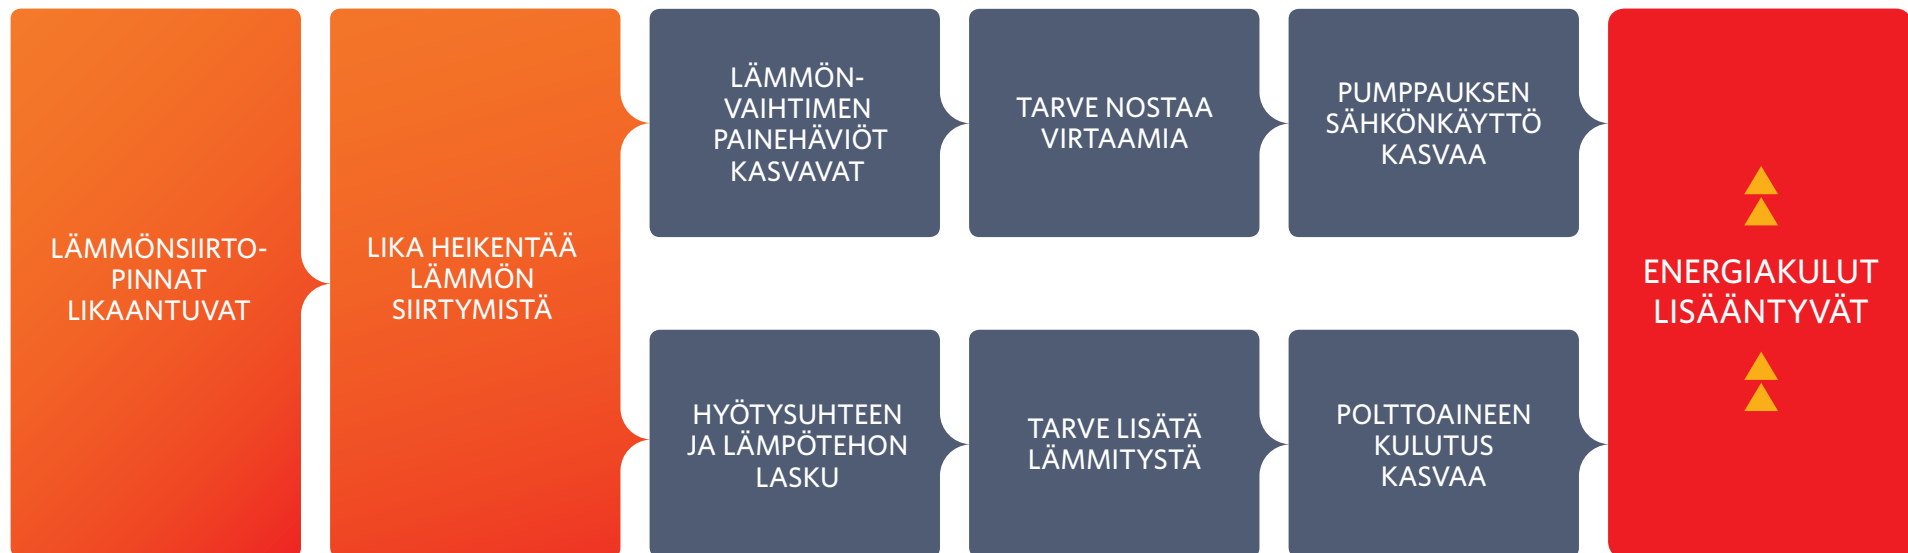 LÄMMÖNSIIRTO-
PINNAT
LIKAANTUVAT
LIKA HEIKENTÄÄ
LÄMMÖN
SIIRTYMISTÄ
LÄMMÖN-
VAIHTIMEN
PAINEHÄVIÖT
KASVAVAT
TARVE NOSTAA
VIRTAAMIA
PUMPPAUKSEN
SÄHKÖNKÄYTTÖ
KASVAA
HYÖTYSUHTEEN
JA LÄMPÖTEHON
LASKU
TARVE LISÄTÄ
LÄMMITYSTÄ
POLTTOAINEEN
KULUTUS
KASVAA
ENERGIAKULUT
LISÄÄNTYVÄT